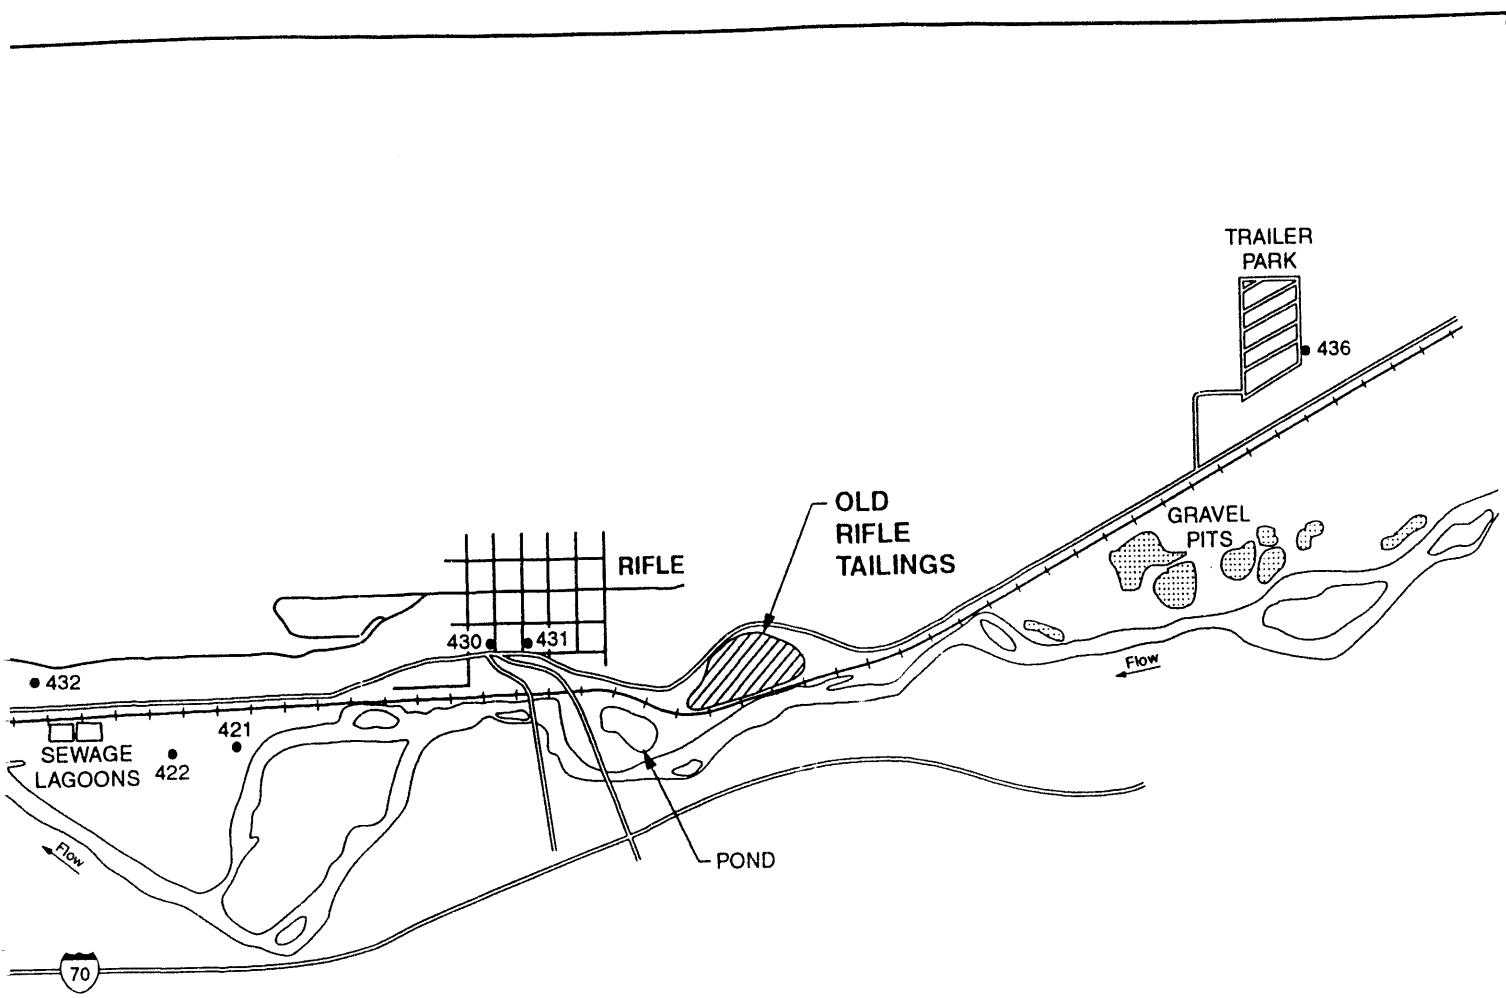 TRAILER
PARK
436
OLD
RIFLE
TAILINGS
GRAVEL
PITS
RIFLE
430
431
Flow
432
421
SEWAGE
LAGOONS
422
Flow
POND
70